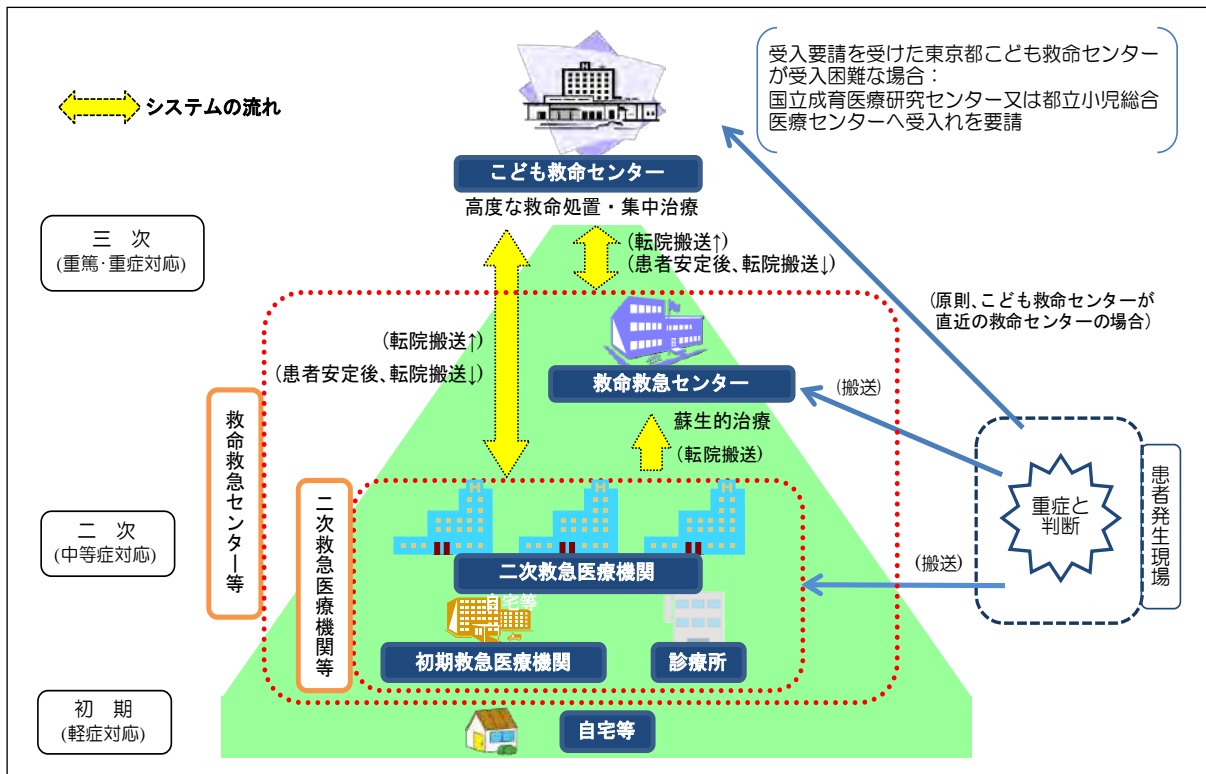 受入要請を受けた東京都こども救命センター
が受入困難な場合：
国立成育医療研究センター又は都立小児総合
医療センターへ受入れを要請
システムの流れ
こども救命センター
高度な救命処置・集中治療
三 次
(重篤・重症対応)
(転院搬送↑)
(患者安定後、転院搬送↓)
(原則、こども救命センターが
直近の救命センターの場合)
(転院搬送↑)
(患者安定後、転院搬送↓)
救命救急センター
(搬送)
蘇生的治療
(転院搬送)
救命救急センター等
二次救急医療機関等
二 次
(中等症対応)
重症と
判断
患者発生現場
(搬送)
二次救急医療機関
自宅等
初期救急医療機関
診療所
初 期
(軽症対応)
自宅等
H
H
H
H